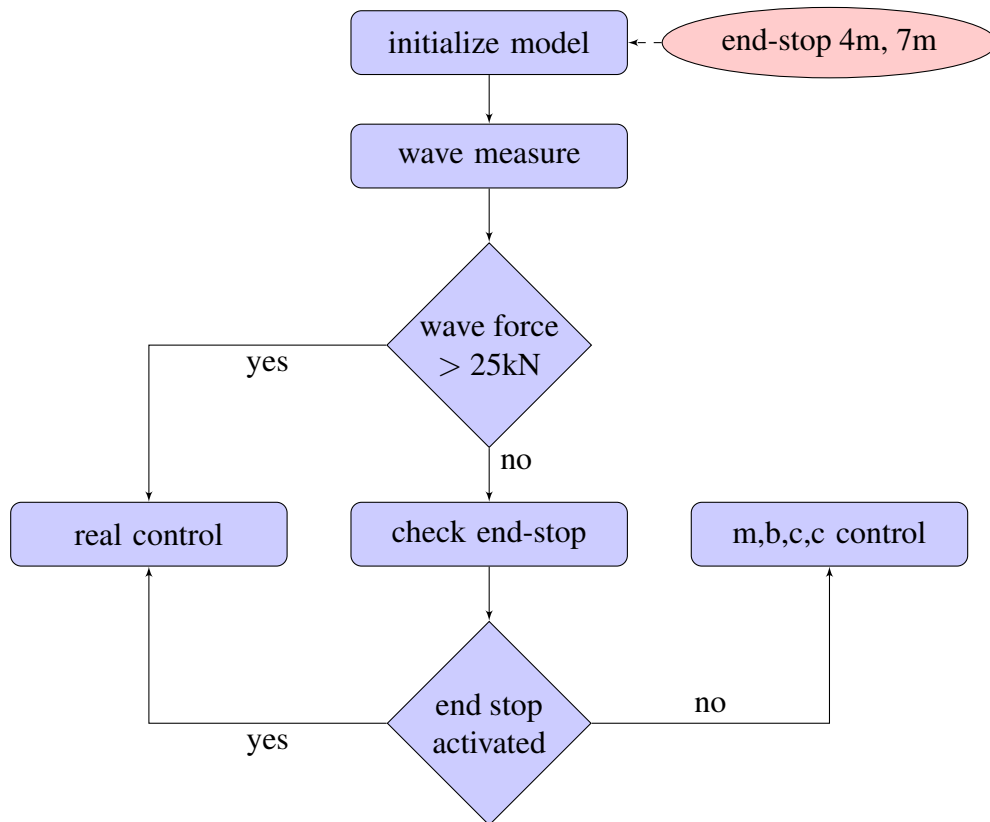 initialize model
end-stop 4m, 7m
wave measure
wave force
> 25kN
yes
no
real control
check end-stop
m,b,c,c control
end stop
activated
yes
no